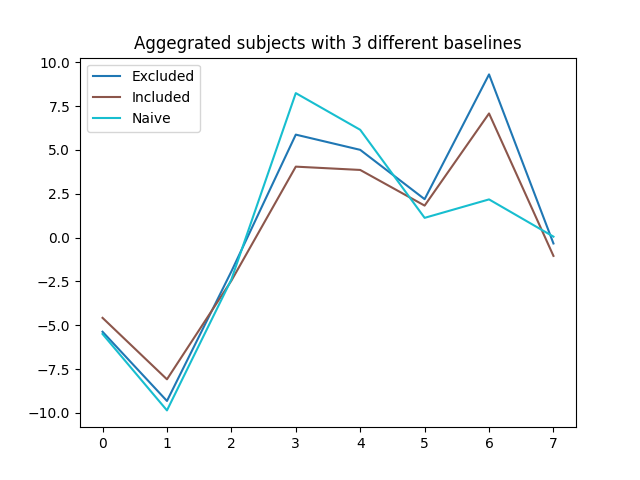 Aggegrated subjects with 3 different baselines
Excluded
Included
Naive
10.0
7.5
5.0
2.5
0.0
−2.5
−5.0
−7.5
−10.0
0 1 2 3 4 5 6 7